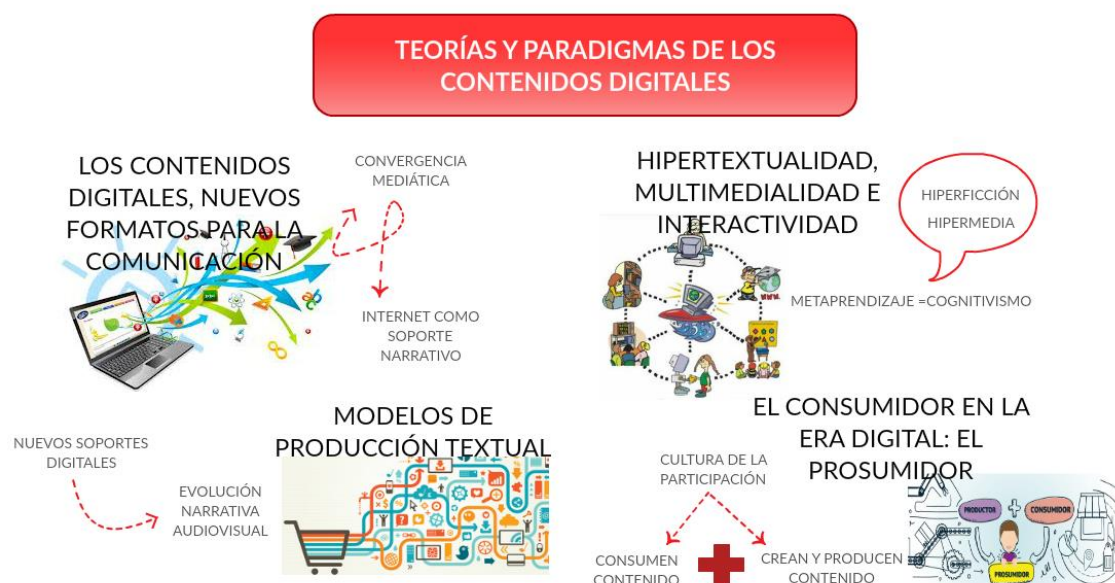 TEORÍAS Y PARADIGMAS DE LOS
CONTENIDOS DIGITALES
LOS CONTENIDOS
DIGITALES, NUEVOS
FORMATOS PARA LA
COMUNICACIÓN
CONVERGENCIA
MEDIÁTICA
INTERNET COMO
SOPORTE
NARRATIVO
HIPERTEXTUALIDAD,
MULTIMEDIALIDAD E
INTERACTIVIDAD
HIPERFICCIÓN
HIPERMEDIA
METAPRENDIZAJE =COGNITIVISMO
WWW
MODELOS DE
PRODUCCIÓN TEXTUAL
NUEVOS SOPORTES
DIGITALES
EVOLUCIÓN
NARRATIVA
AUDIOVISUAL
EL CONSUMIDOR EN LA
ERA DIGITAL: EL
PROSUMIDOR
CULTURA DE LA
PARTICIPACIÓN
CONSUMEN
CONTENIDO
CREAN Y PRODUCEN
CONTENIDO
PRODUCTOR
CONSUMIDOR
PROSUMIDOR